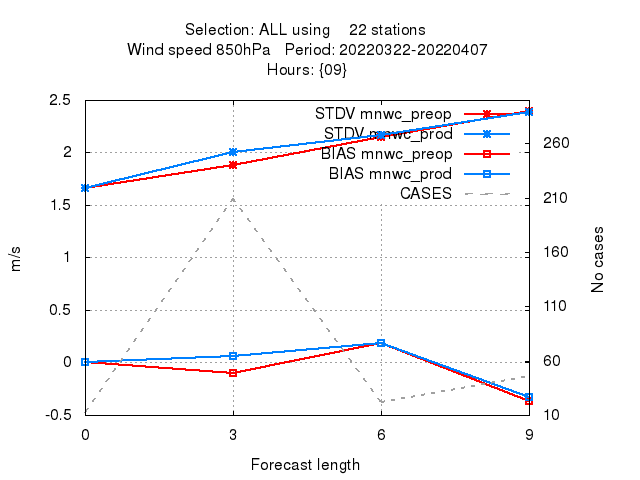 Selection: ALL using    22 stations
Wind speed 850hPa   Period: 20220322-20220407
Hours: {09}
STDV mnwc_preop
STDV mnwc_prod
BIAS mnwc_preop
BIAS mnwc_prod
CASES
2.5
2
1.5
1
0.5
0
-0.5
260
210
160
110
60
10
m/s
No cases
0 3 6 9
Forecast length